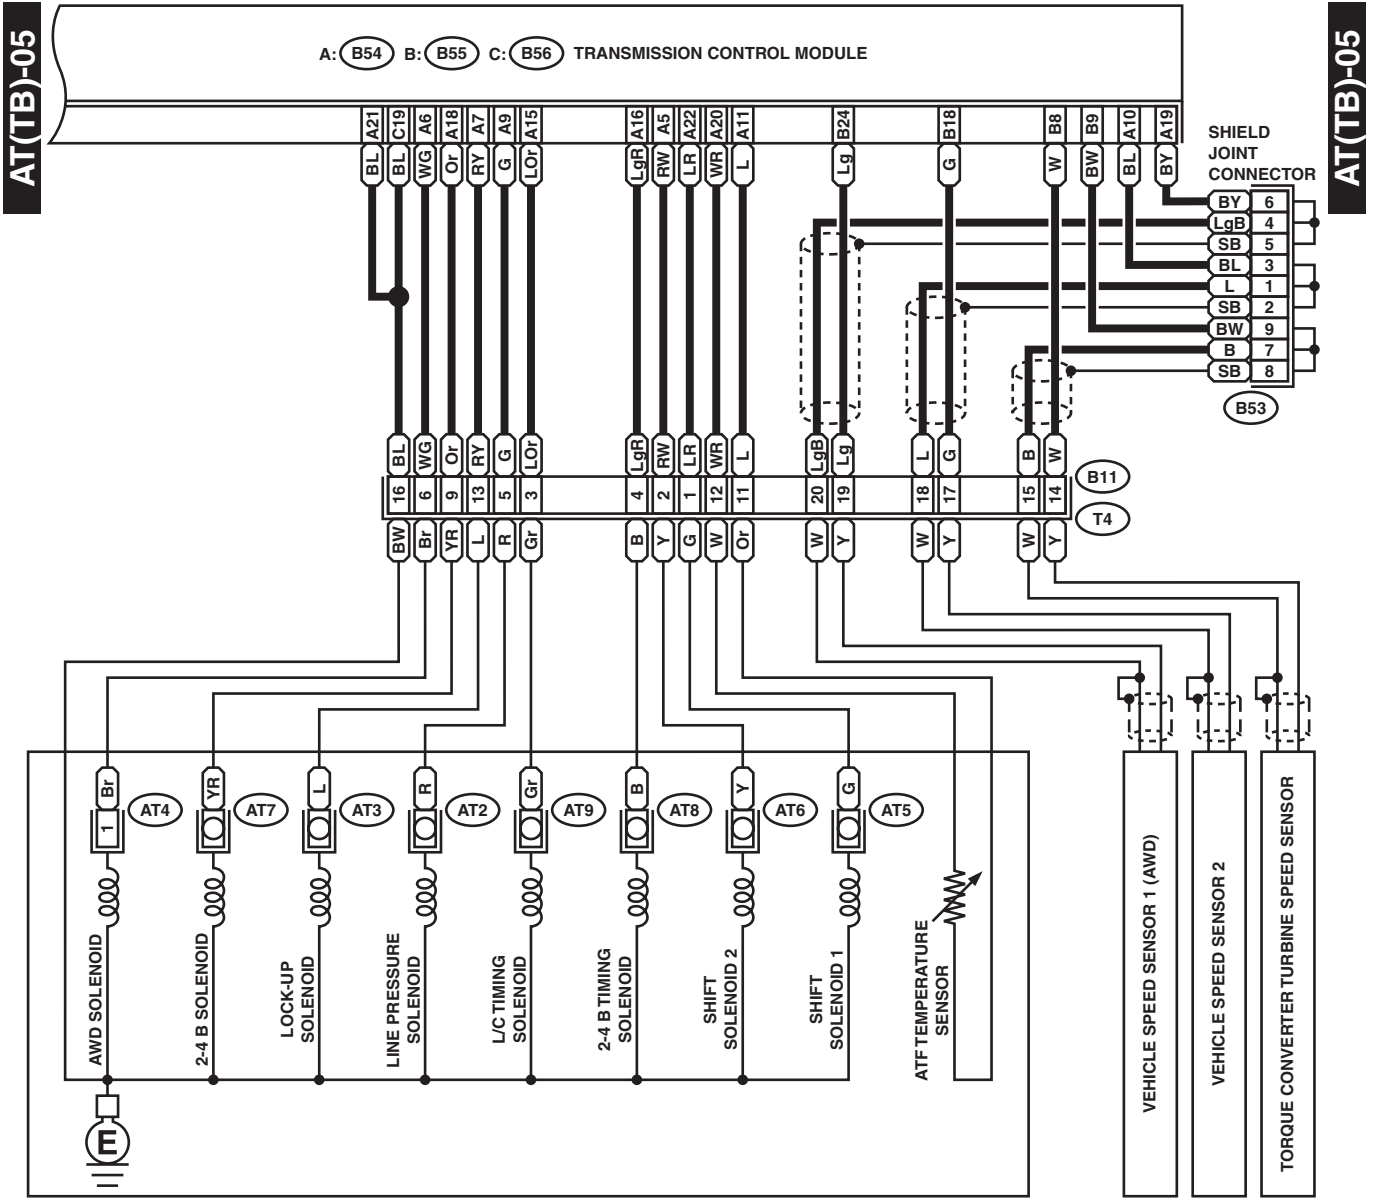 AT(TB)-05
AT(TB)-05
A: B54 B: B55 C: B56 TRANSMISSION CONTROL MODULE
A21 C19 A6 A18 A7 A9 A15 A16 A5 A22 A20 A11 B24 B18 B8 B9 A10 A19
BL BL WG Or RY G LOr LgR RW LR WR L Lg G W BW BL BY
SHIELD
JOINT
CONNECTOR
BY 6
LgB 4
SB 5
BL 3
L 1
SB 2
BW 9
B 7
SB 8
B53
BL WG Or RY G LOr LgR RW LR WR L LgB Lg L G B W
16 6 9 13 5 3 4 2 1 12 11 20 19 18 17 15 14
B11
T4
BW Br YR L R Gr B Y G W Or W Y W Y W Y
Br YR L R Gr B Y G
1
AT4 AT7 AT3 AT2 AT9 AT8 AT6 AT5
AWD SOLENOID
2-4 B SOLENOID
LOCK-UP
SOLENOID
LINE PRESSURE
SOLENOID
L/C TIMING
SOLENOID
2-4 B TIMING
SOLENOID
SHIFT
SOLENOID 2
SHIFT
SOLENOID 1
ATF TEMPERATURE
SENSOR
VEHICLE SPEED SENSOR 1 (AWD)
VEHICLE SPEED SENSOR 2
TORQUE CONVERTER TURBINE SPEED SENSOR
E